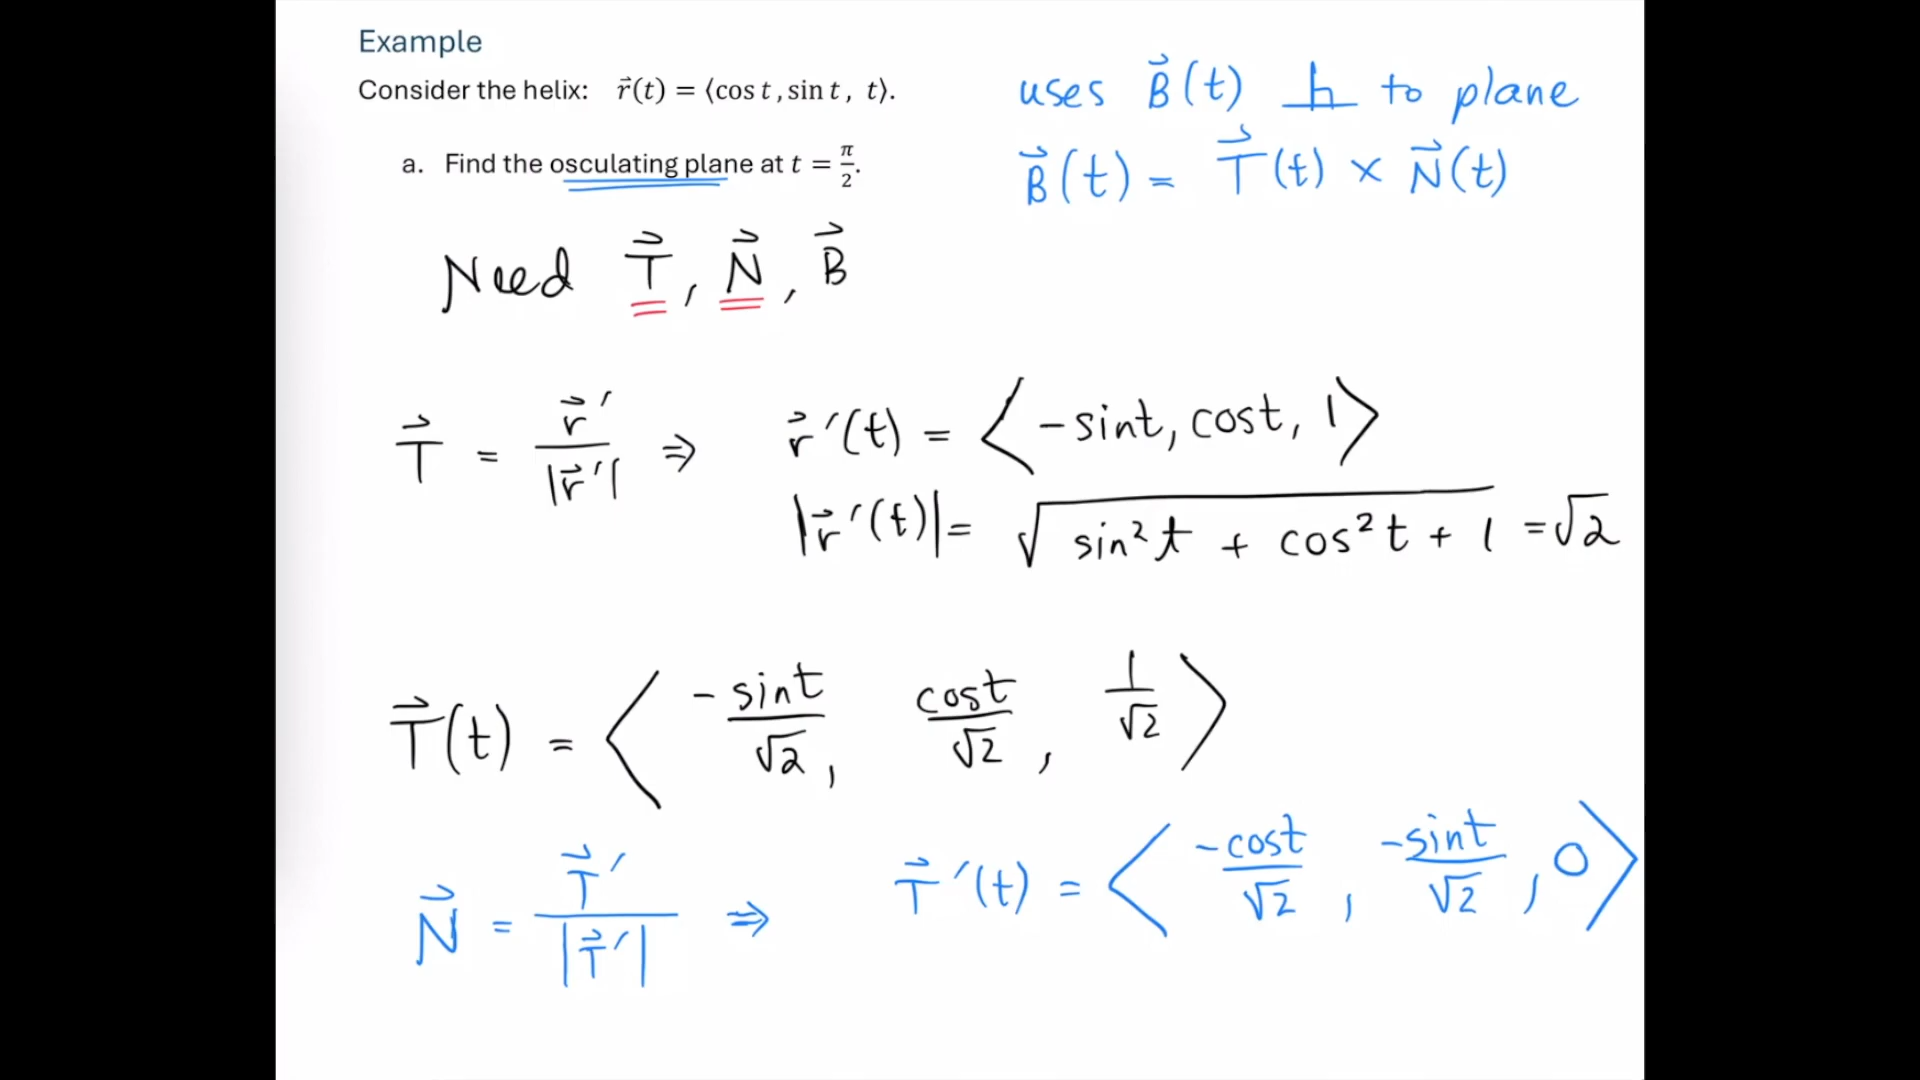 Example
Consider the helix: r⃗(t) = ⟨cos t, sin t, t⟩.
uses B⃗(t) ⊥ to plane
a. Find the osculating plane at t = π/2.
B⃗(t) = T⃗(t) × N⃗(t)
Need T⃗, N⃗, B⃗
T⃗ = r⃗′/|r⃗′| ⇒ r⃗′(t) = ⟨-sint, cost, 1⟩
|r⃗′(t)| = √(sin²t + cos²t + 1) = √2
T⃗(t) = ⟨-sint/√2, cost/√2, 1/√2⟩
N⃗ = T⃗′/|T⃗′| ⇒ T⃗′(t) = ⟨-cost/√2, -sint/√2, 0⟩